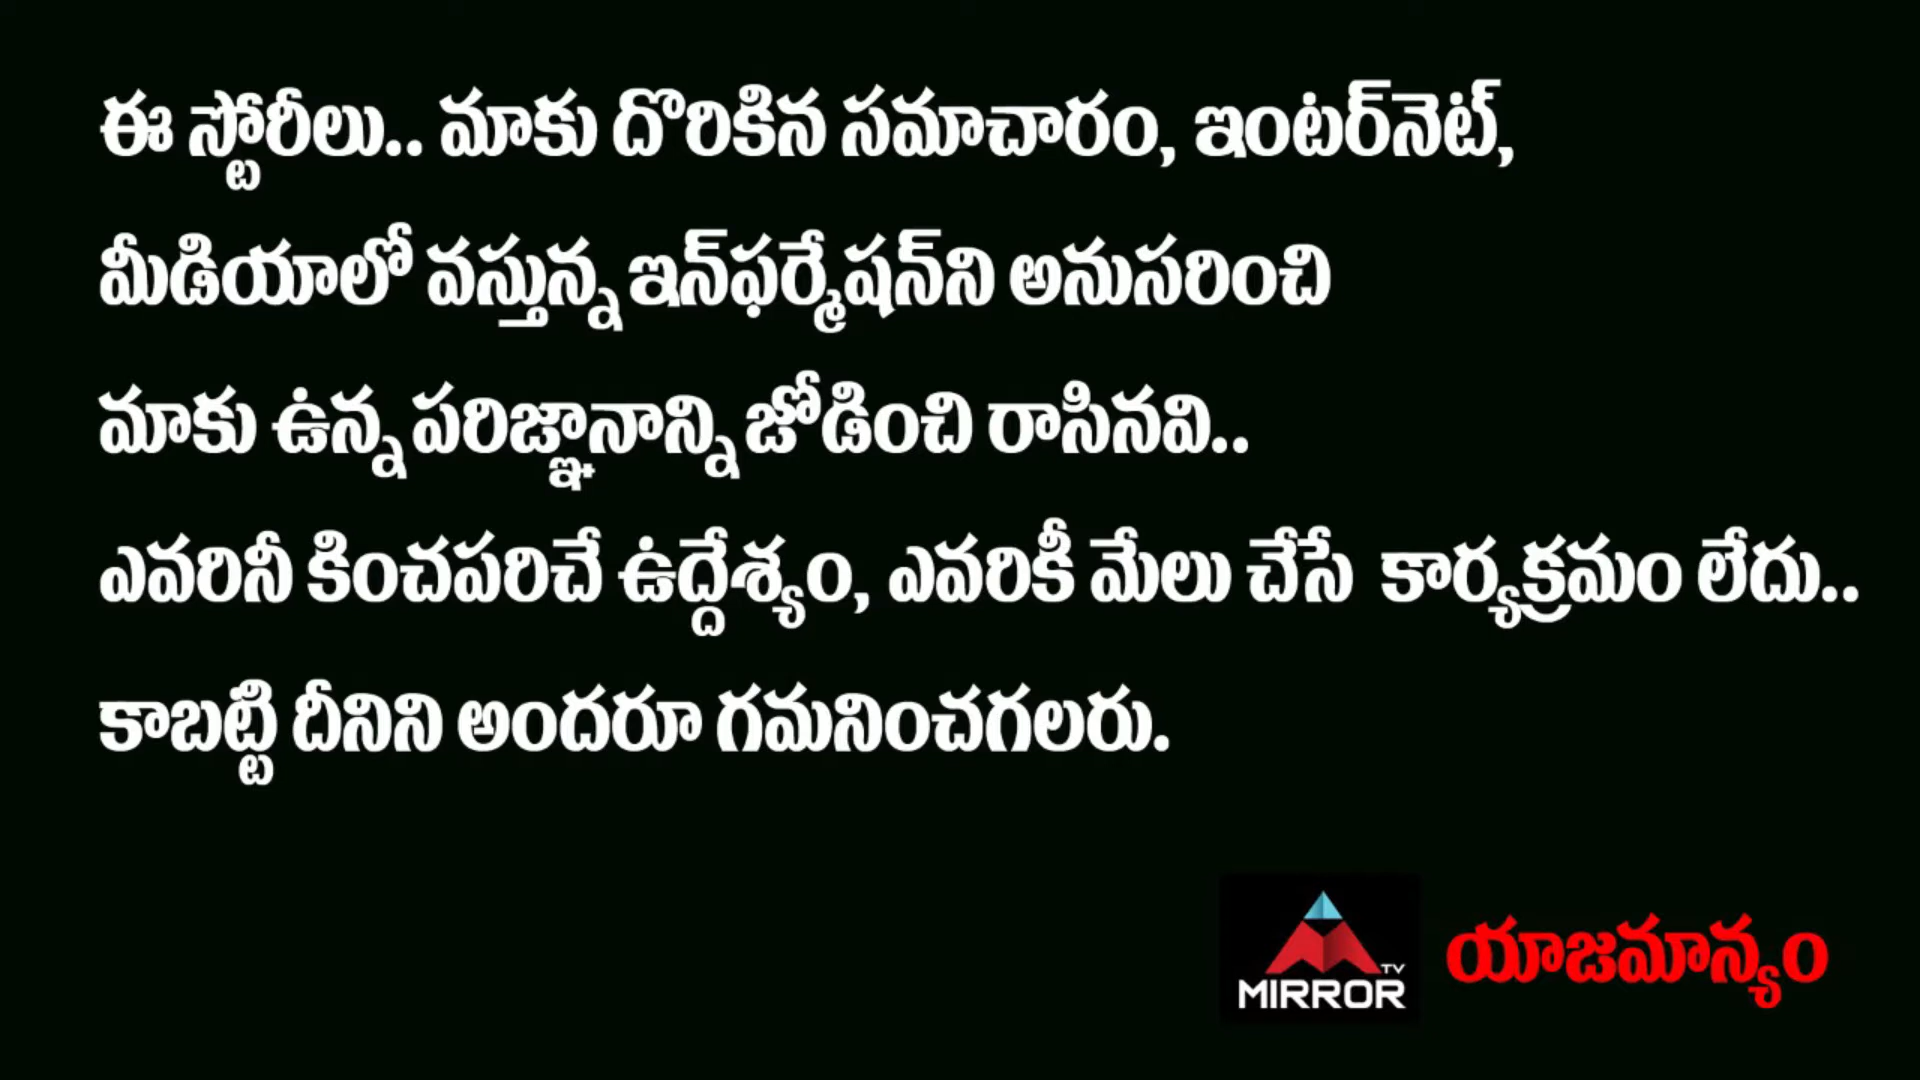 ఈ స్టోరీలు.. మాకు దొరికిన సమాచారం, ఇంటర్‌నెట్,
మీడియాలో వస్తున్న ఇన్‌ఫర్మేషన్‌ని అనుసరించి
మాకు ఉన్న పరిజ్ఞానాన్ని జోడించి రాసినవి..
ఎవరినీ కించపరిచే ఉద్దేశ్యం, ఎవరికీ మేలు చేసే కార్యక్రమం లేదు..
కాబట్టి దీనిని అందరూ గమనించగలరు.
MIRROR TV యాజమాన్యం